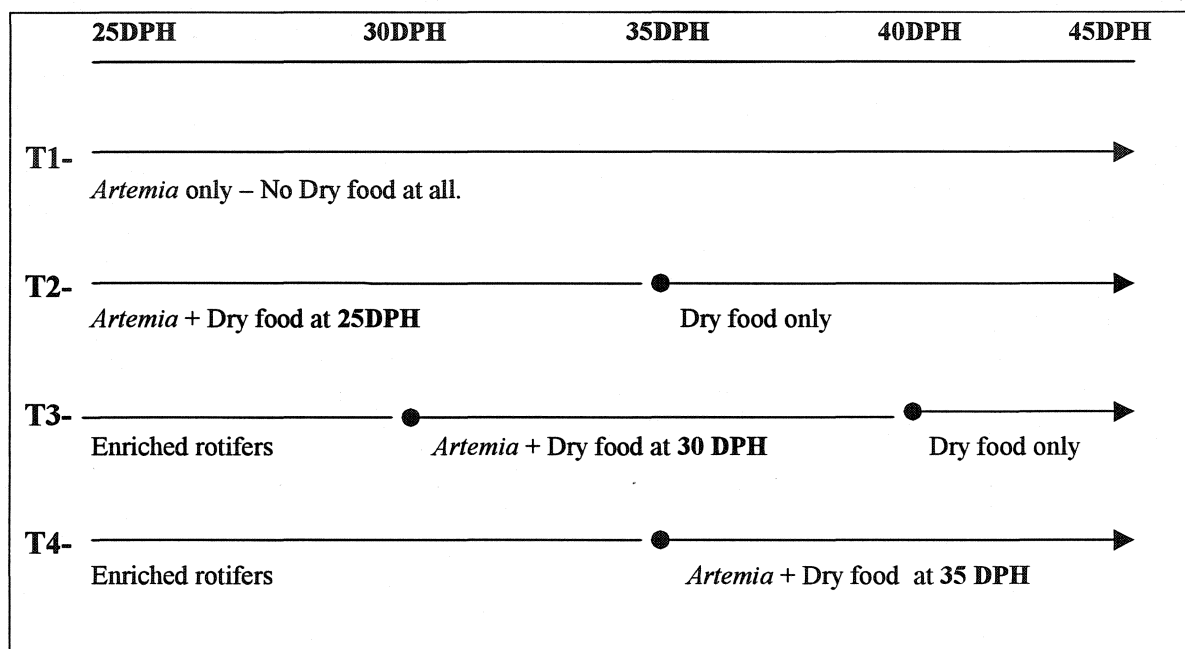 25DPH 30DPH 35DPH 40DPH 45DPH
T1-
Artemia only – No Dry food at all.
T2-
Artemia + Dry food at 25DPH Dry food only
T3-
Enriched rotifers Artemia + Dry food at 30 DPH Dry food only
T4-
Enriched rotifers Artemia + Dry food at 35 DPH